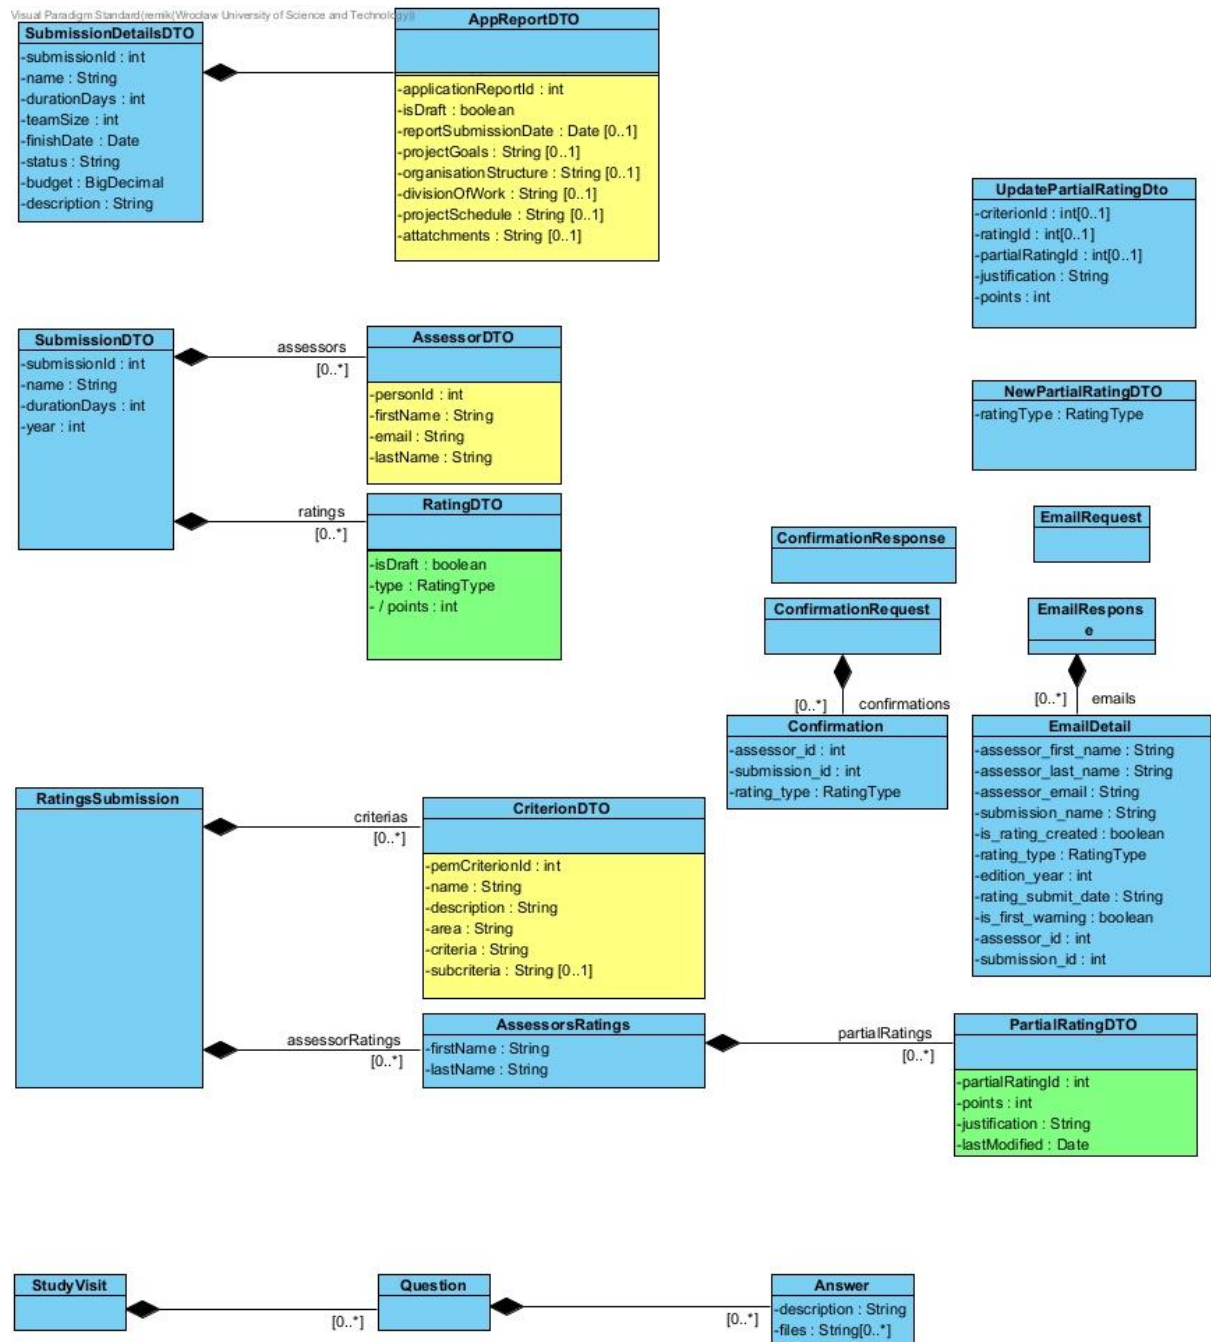 Visual Paradigm Standard(remik(Wrocław University of Science and Technology))
SubmissionDetailsDTO
-submissionId : int
-name : String
-durationDays : int
-teamSize : int
-finishDate : Date
-status : String
-budget : BigDecimal
-description : String
AppReportDTO
-applicationReportId : int
-isDraft : boolean
-reportSubmissionDate : Date [0..1]
-projectGoals : String [0..1]
-organisationStructure : String [0..1]
-divisionOfWork : String [0..1]
-projectSchedule : String [0..1]
-attatchments : String [0..1]
UpdatePartialRatingDto
-criterionId : int[0..1]
-ratingId : int[0..1]
-partialRatingId : int[0..1]
-justification : String
-points : int
SubmissionDTO
-submissionId : int
-name : String
-durationDays : int
-year : int
assessors
[0..*]
AssessorDTO
-personId : int
-firstName : String
-email : String
-lastName : String
NewPartialRatingDTO
-ratingType : RatingType
ratings
[0..*]
RatingDTO
-isDraft : boolean
-type : RatingType
- / points : int
EmailRequest
ConfirmationResponse
ConfirmationRequest
EmailRespons
e
[0..*] confirmations
[0..*] emails
Confirmation
-assessor_id : int
-submission_id : int
-rating_type : RatingType
EmailDetail
-assessor_first_name : String
-assessor_last_name : String
-assessor_email : String
-submission_name : String
-is_rating_created : boolean
-rating_type : RatingType
-edition_year : int
-rating_submit_date : String
-is_first_warning : boolean
-assessor_id : int
-submission_id : int
RatingsSubmission
criterias
[0..*]
CriterionDTO
-pemCriterionId : int
-name : String
-description : String
-area : String
-criteria : String
-subcriteria : String [0..1]
assessorRatings
[0..*]
AssessorsRatings
-firstName : String
-lastName : String
partialRatings
[0..*]
PartialRatingDTO
-partialRatingId : int
-points : int
-justification : String
-lastModified : Date
StudyVisit
[0..*]
Question
[0..*]
Answer
-description : String
-files : String[0..*]